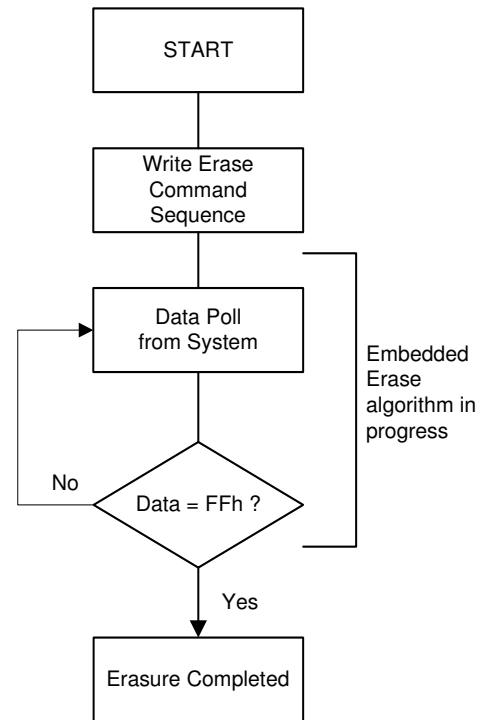 START
Write Erase
Command
Sequence
Data Poll
from System
Embedded
Erase
algorithm in
progress
No
Data = FFh ?
Yes
Erasure Completed